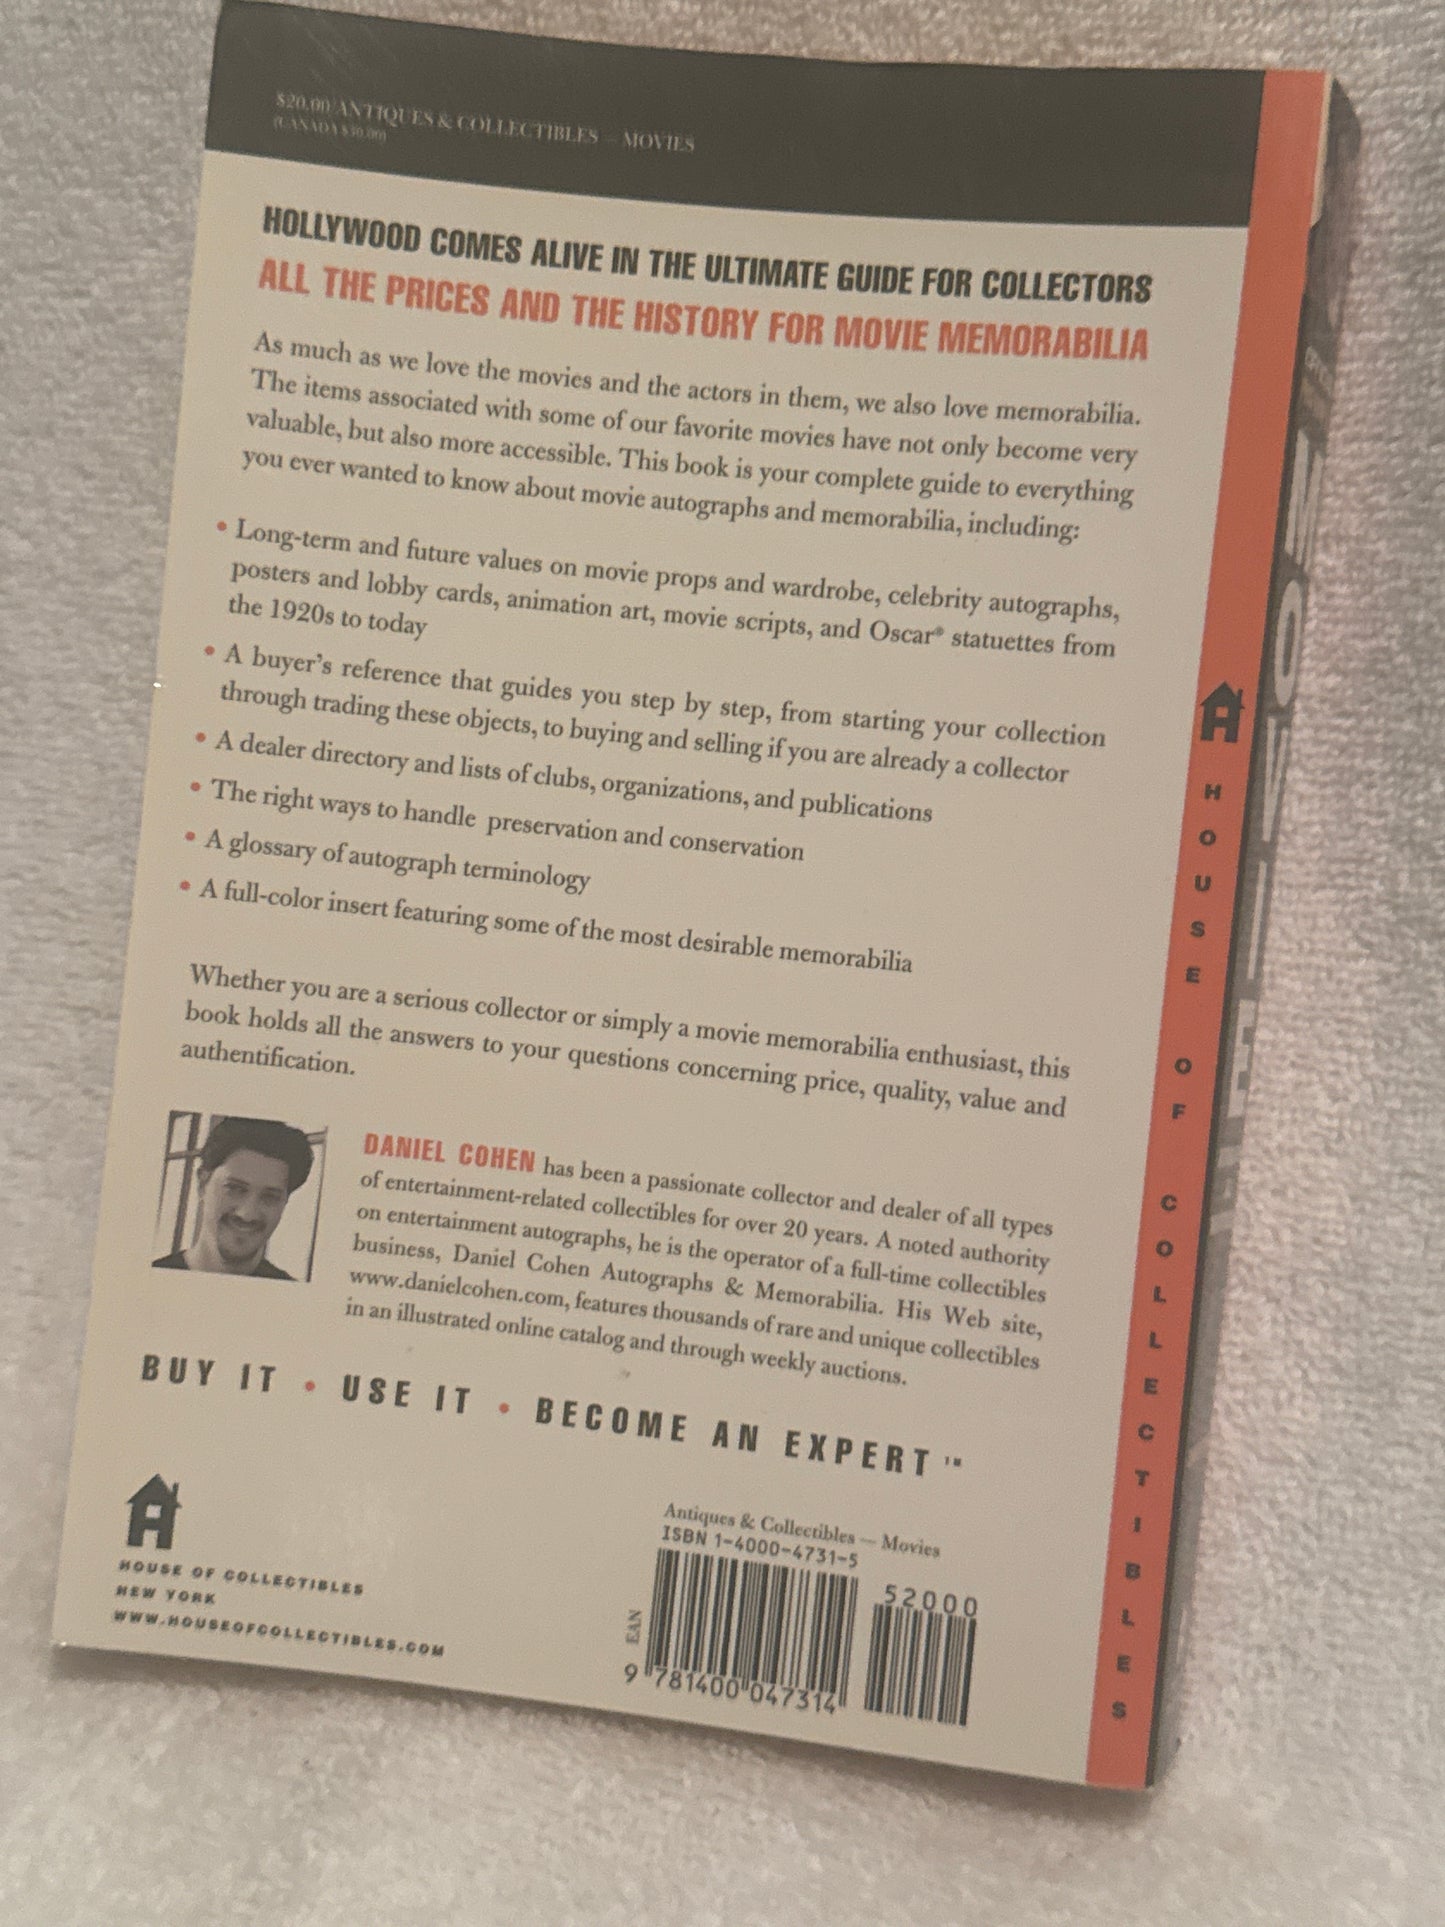 $20.00/ANTIQUES & COLLECTIBLES — MOVIES
(CANADA $30.00)
HOLLYWOOD COMES ALIVE IN THE ULTIMATE GUIDE FOR COLLECTORS
ALL THE PRICES AND THE HISTORY FOR MOVIE MEMORABILIA
As much as we love the movies and the actors in them, we also love memorabilia.
The items associated with some of our favorite movies have not only become very
valuable, but also more accessible. This book is your complete guide to everything
you ever wanted to know about movie autographs and memorabilia, including:
• Long-term and future values on movie props and wardrobe, celebrity autographs,
posters and lobby cards, animation art, movie scripts, and Oscar® statuettes from
the 1920s to today
• A buyer's reference that guides you step by step, from starting your collection
through trading these objects, to buying and selling if you are already a collector
• A dealer directory and lists of clubs, organizations, and publications
• The right ways to handle preservation and conservation
• A glossary of autograph terminology
• A full-color insert featuring some of the most desirable memorabilia
Whether you are a serious collector or simply a movie memorabilia enthusiast, this
book holds all the answers to your questions concerning price, quality, value and
authentification.
DANIEL COHEN has been a passionate collector and dealer of all types
of entertainment-related collectibles for over 20 years. A noted authority
on entertainment autographs, he is the operator of a full-time collectibles
business, Daniel Cohen Autographs & Memorabilia. His Web site,
www.danielcohen.com, features thousands of rare and unique collectibles
in an illustrated online catalog and through weekly auctions.
BUY IT • USE IT • BECOME AN EXPERT™
HOUSE OF COLLECTIBLES
NEW YORK
WWW.HOUSEOFCOLLECTIBLES.COM
Antiques & Collectibles — Movies
ISBN 1-4000-4731-5
52000
EAN
9 781400 047314
HOUSE OF COLLECTIBLES